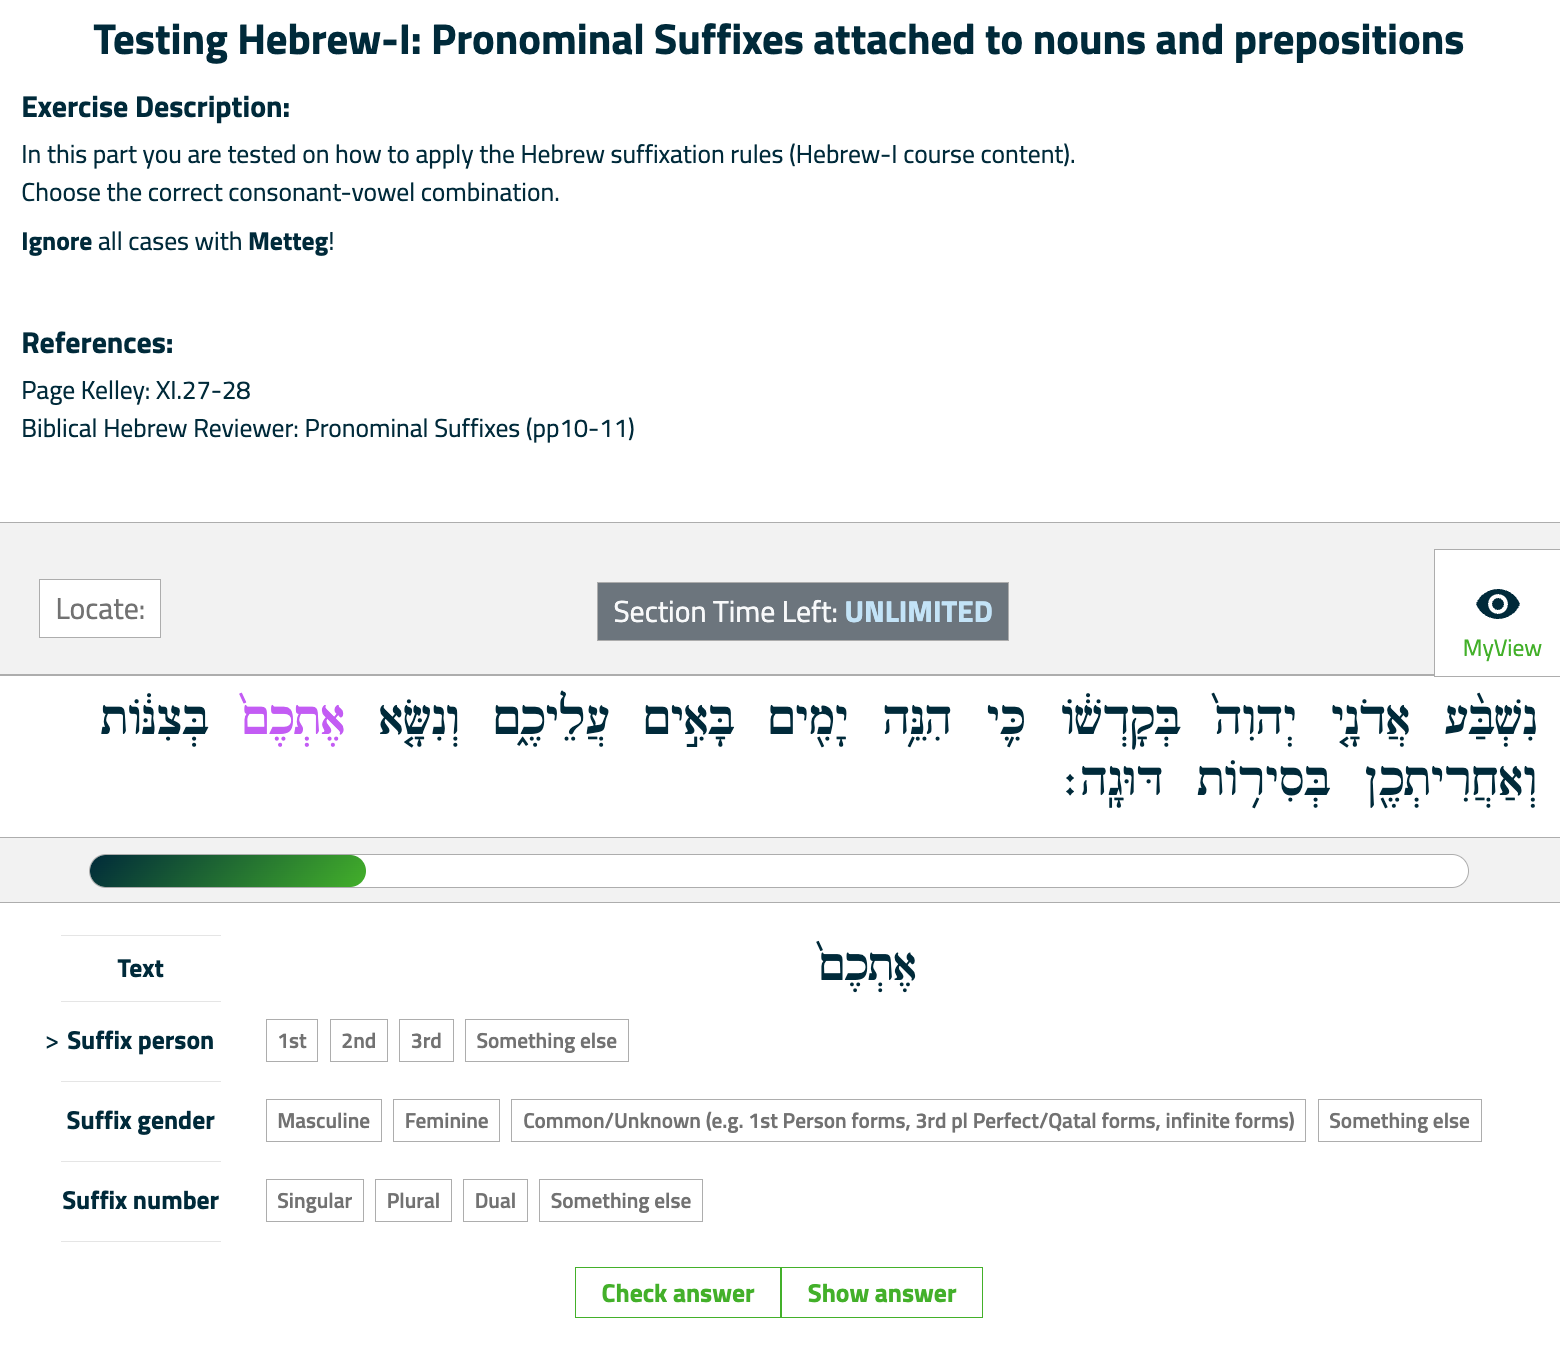 Testing Hebrew-I: Pronominal Suffixes attached to nouns and prepositions
Exercise Description:
In this part you are tested on how to apply the Hebrew suffixation rules (Hebrew-I course content).
Choose the correct consonant-vowel combination.
Ignore all cases with Metteg!
References:
Page Kelley: XI.27-28
Biblical Hebrew Reviewer: Pronominal Suffixes (pp10-11)
Locate:
Section Time Left: UNLIMITED
MyView
נִשְׁבַּ֨ע אֲדֹנָ֤י יְהוִה֙ בְּקָדְשׁ֔וֹ כִּ֛י הִנֵּ֥ה יָמִ֖ים בָּאִ֣ים עֲלֵיכֶ֑ם וְנִשָּׂ֤א אֶתְכֶם֙ בְּצִנּ֔וֹת
וְאַחֲרִיתְכֶ֖ן בְּסִיר֥וֹת דּוּגָֽה׃
Text
אֶתְכֶם֙
> Suffix person 1st 2nd 3rd Something else
Suffix gender Masculine Feminine Common/Unknown (e.g. 1st Person forms, 3rd pl Perfect/Qatal forms, infinite forms) Something else
Suffix number Singular Plural Dual Something else
Check answer Show answer